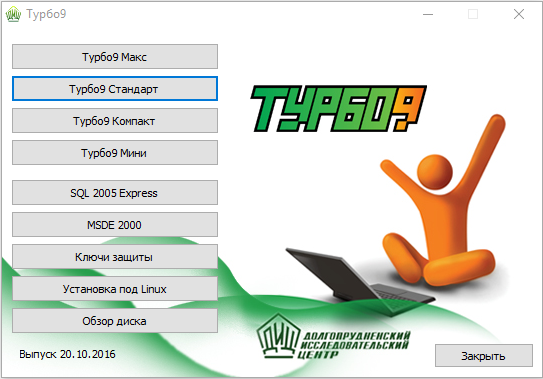 Турбо9
Турбо9 Макс
Турбо9 Стандарт
Турбо9 Компакт
Турбо9 Мини
SQL 2005 Express
MSDE 2000
Ключи защиты
Установка под Linux
Обзор диска
Выпуск 20.10.2016
ТУРБО9
ДИЦ
ДОЛГОПРУДНЕНСКИЙ
ИССЛЕДОВАТЕЛЬСКИЙ
ЦЕНТР
Закрыть